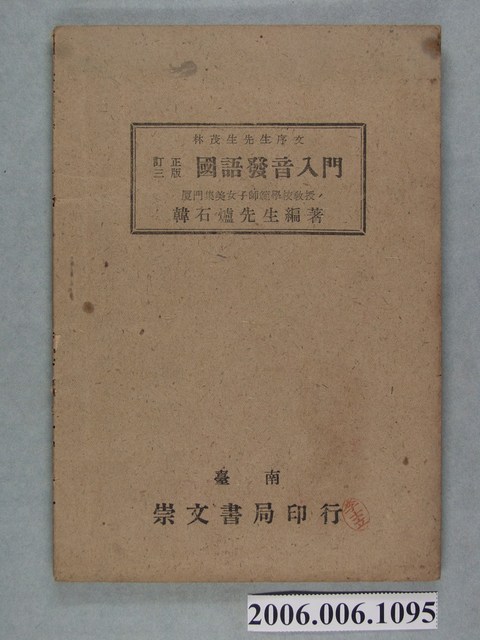 林茂生先生序文
訂正三版 國語發音入門
廈門集美女子師範學校教授
韓石爐先生編著
臺南
崇文書局印行
2006.006.1095